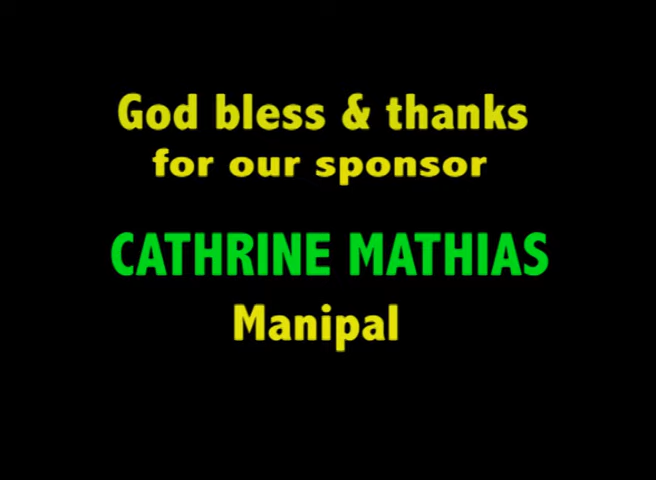 God bless & thanks
for our sponsor
CATHRINE MATHIAS
Manipal